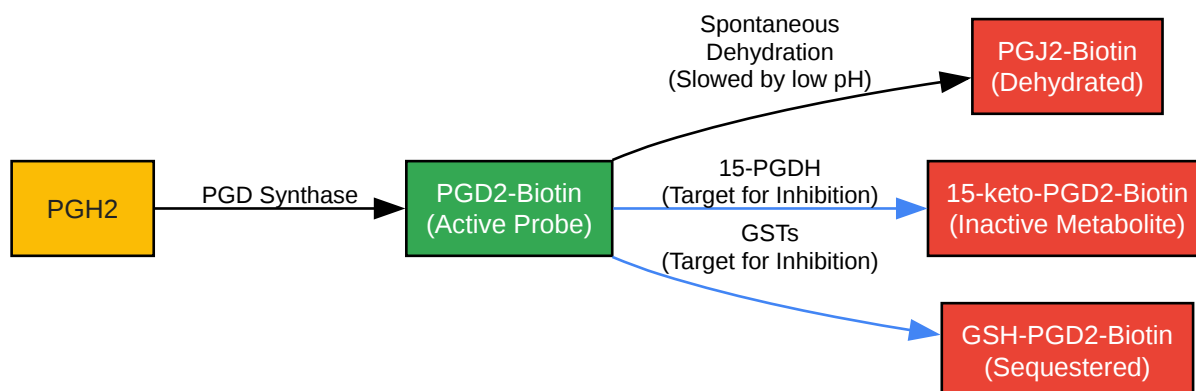 PGH2
PGD Synthase
PGD2-Biotin
(Active Probe)
Spontaneous
Dehydration
(Slowed by low pH)
PGJ2-Biotin
(Dehydrated)
15-PGDH
(Target for Inhibition)
15-keto-PGD2-Biotin
(Inactive Metabolite)
GSTs
(Target for Inhibition)
GSH-PGD2-Biotin
(Sequestered)